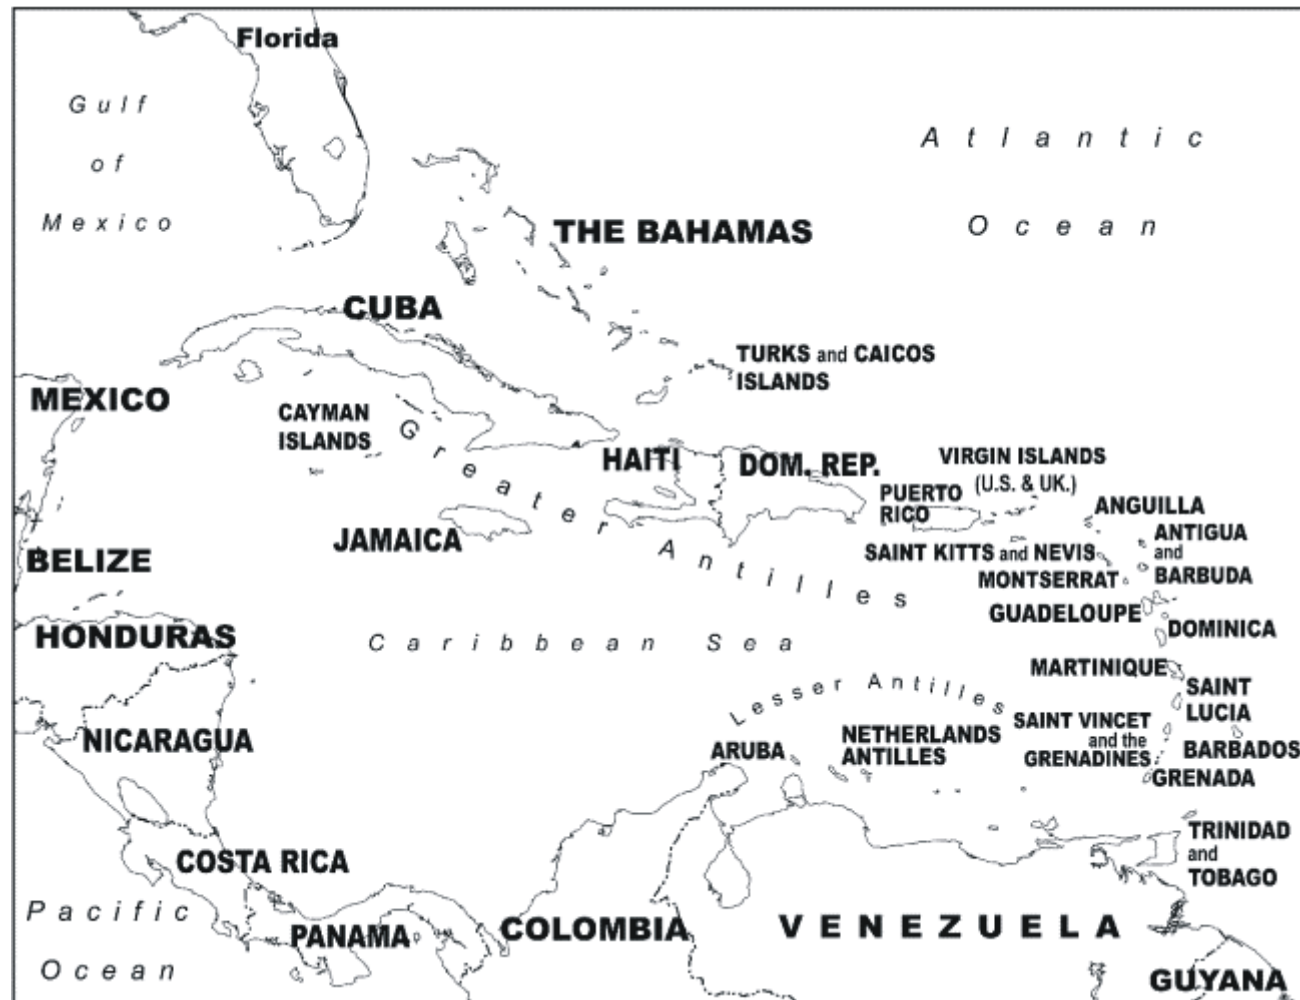 Florida
Gulf
of
Mexico
Atlantic
Ocean
THE BAHAMAS
CUBA
TURKS and CAICOS
ISLANDS
MEXICO
CAYMAN
ISLANDS
Greater Antilles
HAITI
DOM. REP.
VIRGIN ISLANDS
(U.S. & UK.)
PUERTO
RICO
ANGUILLA
ANTIGUA
and
BARBUDA
JAMAICA
SAINT KITTS and NEVIS
MONTSERRAT
BELIZE
GUADELOUPE
HONDURAS
Caribbean Sea
DOMINICA
MARTINIQUE
SAINT
LUCIA
Lesser Antilles
SAINT VINCET
and the
GRENADINES
NETHERLANDS
ANTILLES
NICARAGUA
ARUBA
BARBADOS
GRENADA
TRINIDAD
and
TOBAGO
COSTA RICA
Pacific
Ocean
PANAMA
COLOMBIA
VENEZUELA
GUYANA